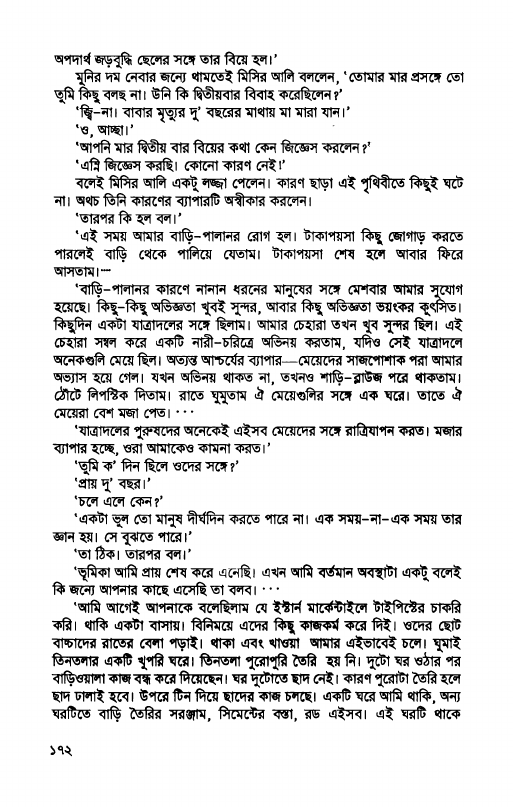 অপদার্থ জড়বুদ্ধি ছেলের সঙ্গে তার বিয়ে হল।’
মুনির দম নেবার জন্যে থামতেই মিসির আলি বললেন, ‘তোমার মার প্রসঙ্গে তো
তুমি কিছু বলছ না। উনি কি দ্বিতীয়বার বিবাহ করেছিলেন?’
‘জ্বি–না। বাবার মৃত্যুর দু’ বছরের মাথায় মা মারা যান।’
‘ও, আচ্ছা।’
‘আপনি মার দ্বিতীয় বার বিয়ের কথা কেন জিজ্ঞেস করলেন?’
‘এম্নি জিজ্ঞেস করছি। কোনো কারণ নেই।’
বলেই মিসির আলি একটু লজ্জা পেলেন। কারণ ছাড়া এই পৃথিবীতে কিছুই ঘটে
না। অথচ তিনি কারণের ব্যাপারটি অস্বীকার করলেন।
‘তারপর কি হল বল।’
‘এই সময় আমার বাড়ি–পালানর রোগ হল। টাকাপয়সা কিছু জোগাড় করতে
পারলেই বাড়ি থেকে পালিয়ে যেতাম। টাকাপয়সা শেষ হলে আবার ফিরে
আসতাম।⋯
‘বাড়ি–পালানর কারণে নানান ধরনের মানুষের সঙ্গে মেশবার আমার সুযোগ
হয়েছে। কিছু–কিছু অভিজ্ঞতা খুবই সুন্দর, আবার কিছু অভিজ্ঞতা ভয়ংকর কুৎসিত।
কিছুদিন একটা যাত্রাদলের সঙ্গে ছিলাম। আমার চেহারা তখন খুব সুন্দর ছিল। এই
চেহারা সম্বল করে একটি নারী–চরিত্রে অভিনয় করতাম, যদিও সেই যাত্রাদলে
অনেকগুলি মেয়ে ছিল। অত্যন্ত আশ্চর্যের ব্যাপার—মেয়েদের সাজপোশাক পরা আমার
অভ্যাস হয়ে গেল। যখন অভিনয় থাকত না, তখনও শাড়ি–ব্লাউজ পরে থাকতাম।
ঠোঁটে লিপস্টিক দিতাম। রাতে ঘুমুতাম ঐ মেয়েগুলির সঙ্গে এক ঘরে। তাতে ঐ
মেয়েরা বেশ মজা পেত। ⋯
‘যাত্রাদলের পুরুষদের অনেকেই এইসব মেয়েদের সঙ্গে রাত্রিযাপন করত। মজার
ব্যাপার হচ্ছে, ওরা আমাকেও কামনা করত।’
‘তুমি ক’ দিন ছিলে ওদের সঙ্গে?’
‘প্রায় দু’ বছর।’
‘চলে এলে কেন?’
‘একটা ভুল তো মানুষ দীর্ঘদিন করতে পারে না। এক সময়–না–এক সময় তার
জ্ঞান হয়। সে বুঝতে পারে।’
‘তা ঠিক। তারপর বল।’
‘ভূমিকা আমি প্রায় শেষ করে এনেছি। এখন আমি বর্তমান অবস্থাটা একটু বলেই
কি জন্যে আপনার কাছে এসেছি তা বলব। ⋯
‘আমি আগেই আপনাকে বলেছিলাম যে ইস্টার্ন মার্কেন্টাইলে টাইপিস্টের চাকরি
করি। থাকি একটা বাসায়। বিনিময়ে এদের কিছু কাজকর্ম করে দিই। ওদের ছোট
বাচ্চাদের রাতের বেলা পড়াই। থাকা এবং খাওয়া আমার এইভাবেই চলে। ঘুমাই
তিনতলার একটি খুপরি ঘরে। তিনতলা পুরোপুরি তৈরি হয় নি। দুটো ঘর ওঠার পর
বাড়িওয়ালা কাজ বন্ধ করে দিয়েছেন। ঘর দুটোতে ছাদ নেই। কারণ পুরোটা তৈরি হলে
ছাদ ঢালাই হবে। উপরে টিন দিয়ে ছাদের কাজ চলছে। একটি ঘরে আমি থাকি, অন্য
ঘরটিতে বাড়ি তৈরির সরঞ্জাম, সিমেন্টের বস্তা, রড এইসব। এই ঘরটি থাকে
১৭২